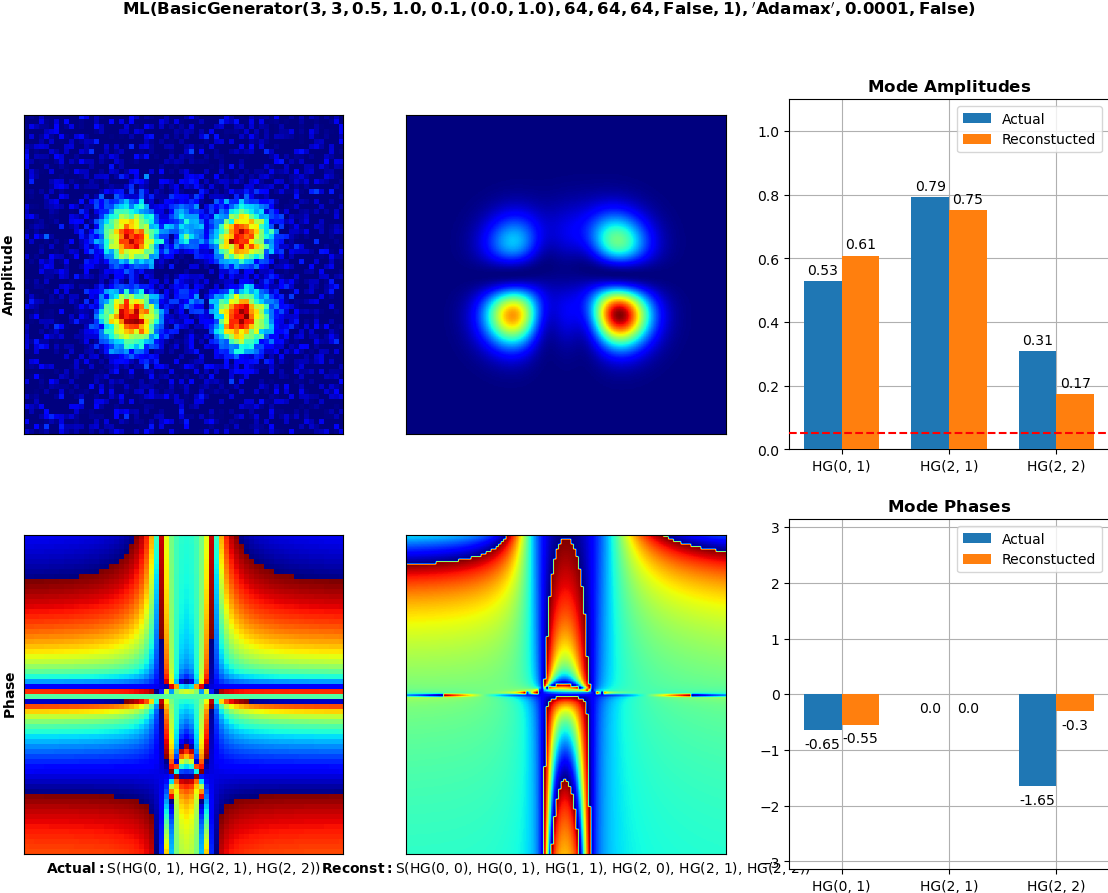 ML(BasicGenerator(3, 3, 0.5, 1.0, 0.1, (0.0, 1.0), 64, 64, 64, False, 1), ′Adamax′, 0.0001, False)
Mode Amplitudes
Amplitude
1.0
0.8
0.6
0.4
0.2
0.0
Actual
Reconstucted
0.53
0.61
0.79
0.75
0.31
0.17
HG(0, 1)
HG(2, 1)
HG(2, 2)
Mode Phases
Phase
3
2
1
0
−1
−2
−3
Actual
Reconstucted
-0.65
-0.55
0.0
0.0
-1.65
-0.3
HG(0, 1)
HG(2, 1)
HG(2, 2)
Actual: S(HG(0, 1), HG(2, 1), HG(2, 2))
Reconst: S(HG(0, 0), HG(0, 1), HG(1, 1), HG(2, 0), HG(2, 1), HG(2, 2))